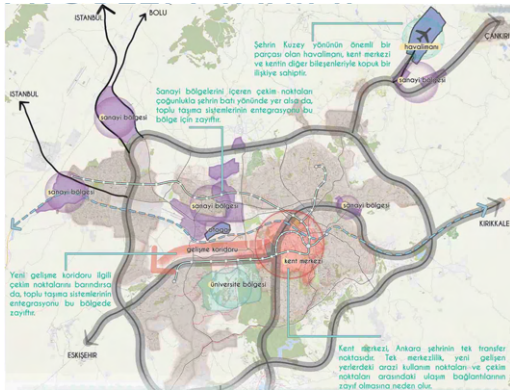 İSTANBUL
BOLU
Şehrin Kuzey yönünün önemli bir
parçası olan havalimanı, kent merkezi
ve kentin diğer bileşenleriyle kopuk bir
ilişkiye sahiptir.
havalimanı
ÇANKIRI
sanayi bölgesi
İSTANBUL
Sanayi bölgelerini içeren çekim noktaları
çoğunlukla şehrin batı yönünde yer alsa da,
toplu taşıma sistemlerinin entegrasyonu bu
bölge için zayıftır.
sanayi bölgesi
sanayi bölgesi
sanayi bölgesi
sanayi bölgesi
KIRIKKALE
gelişme koridoru
kent merkezi
Yeni gelişme koridoru ilgili
çekim noktalarını barındırsa
da, toplu taşıma sistemlerinin
entegrasyonu bu bölgede
zayıftır.
üniversite bölgesi
ESKİŞEHİR
Kent merkezi, Ankara şehrinin tek transfer
noktasıdır. Tek merkezlilik, yeni gelişen
yerlerdeki arazi kullanım noktaları ve çekim
noktaları arasındaki ulaşım bağlantılarının
zayıf olmasına neden olur.